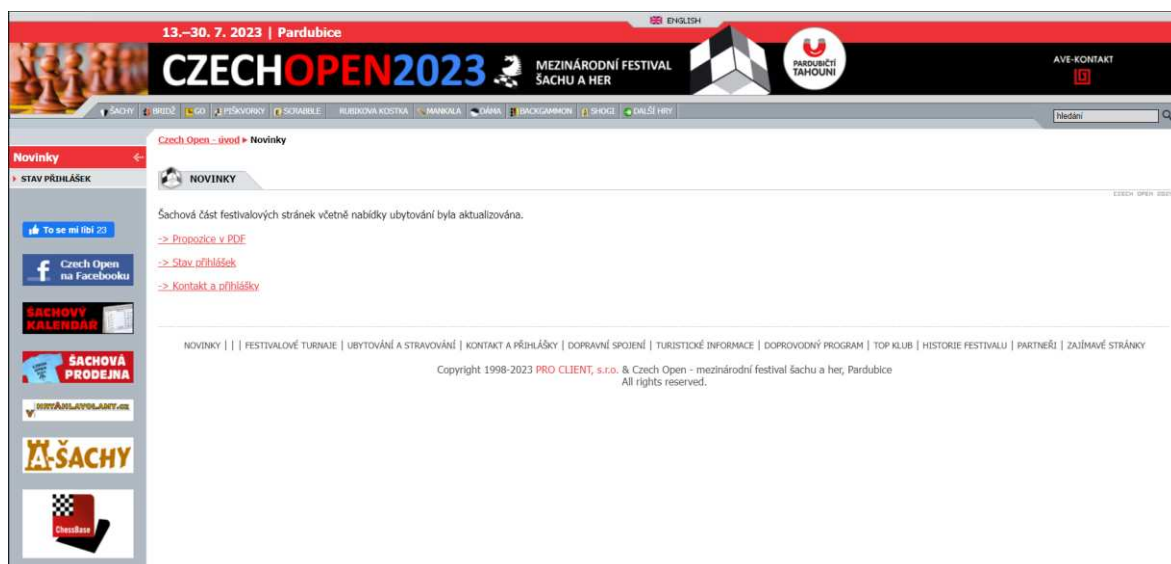 ENGLISH
13.–30. 7. 2023 | Pardubice
CZECHOPEN2023
MEZINÁRODNÍ FESTIVAL
ŠACHU A HER
PARDUBIČTÍ
TAHOUNI
AVE-KONTAKT
ŠACHY BRIDŽ GO PIŠKVORKY SCRABBLE RUBIKOVA KOSTKA MANKALA DÁMA BACKGAMMON SHOGI DALŠÍ HRY
hledání
Czech Open - úvod ▸ Novinky
Novinky
STAV PŘIHLÁŠEK
NOVINKY
Šachová část festivalových stránek včetně nabídky ubytování byla aktualizována.
-> Propozice v PDF
-> Stav přihlášek
-> Kontakt a přihlášky
To se mi líbí 23
Czech Open
na Facebooku
ŠACHOVÝ
KALENDÁŘ
ŠACHOVÁ
PRODEJNA
A-ŠACHY
ChessBase
NOVINKY | | | FESTIVALOVÉ TURNAJE | UBYTOVÁNÍ A STRAVOVÁNÍ | KONTAKT A PŘIHLÁŠKY | DOPRAVNÍ SPOJENÍ | TURISTICKÉ INFORMACE | DOPROVODNÝ PROGRAM | TOP KLUB | HISTORIE FESTIVALU | PARTNEŘI | ZAJÍMAVÉ STRÁNKY
Copyright 1998-2023 PRO CLIENT, s.r.o. & Czech Open - mezinárodní festival šachu a her, Pardubice
All rights reserved.